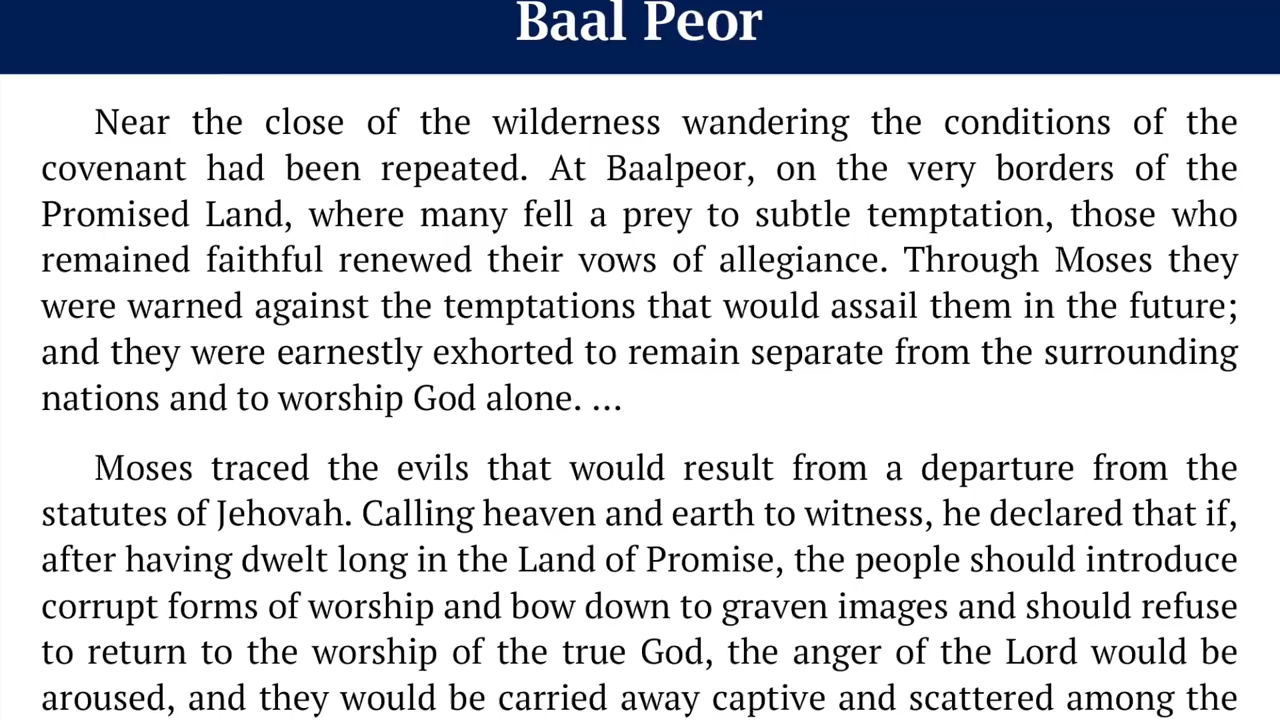 Baal Peor
Near the close of the wilderness wandering the conditions of the
covenant had been repeated. At Baalpeor, on the very borders of the
Promised Land, where many fell a prey to subtle temptation, those who
remained faithful renewed their vows of allegiance. Through Moses they
were warned against the temptations that would assail them in the future;
and they were earnestly exhorted to remain separate from the surrounding
nations and to worship God alone. ...
Moses traced the evils that would result from a departure from the
statutes of Jehovah. Calling heaven and earth to witness, he declared that if,
after having dwelt long in the Land of Promise, the people should introduce
corrupt forms of worship and bow down to graven images and should refuse
to return to the worship of the true God, the anger of the Lord would be
aroused, and they would be carried away captive and scattered among the